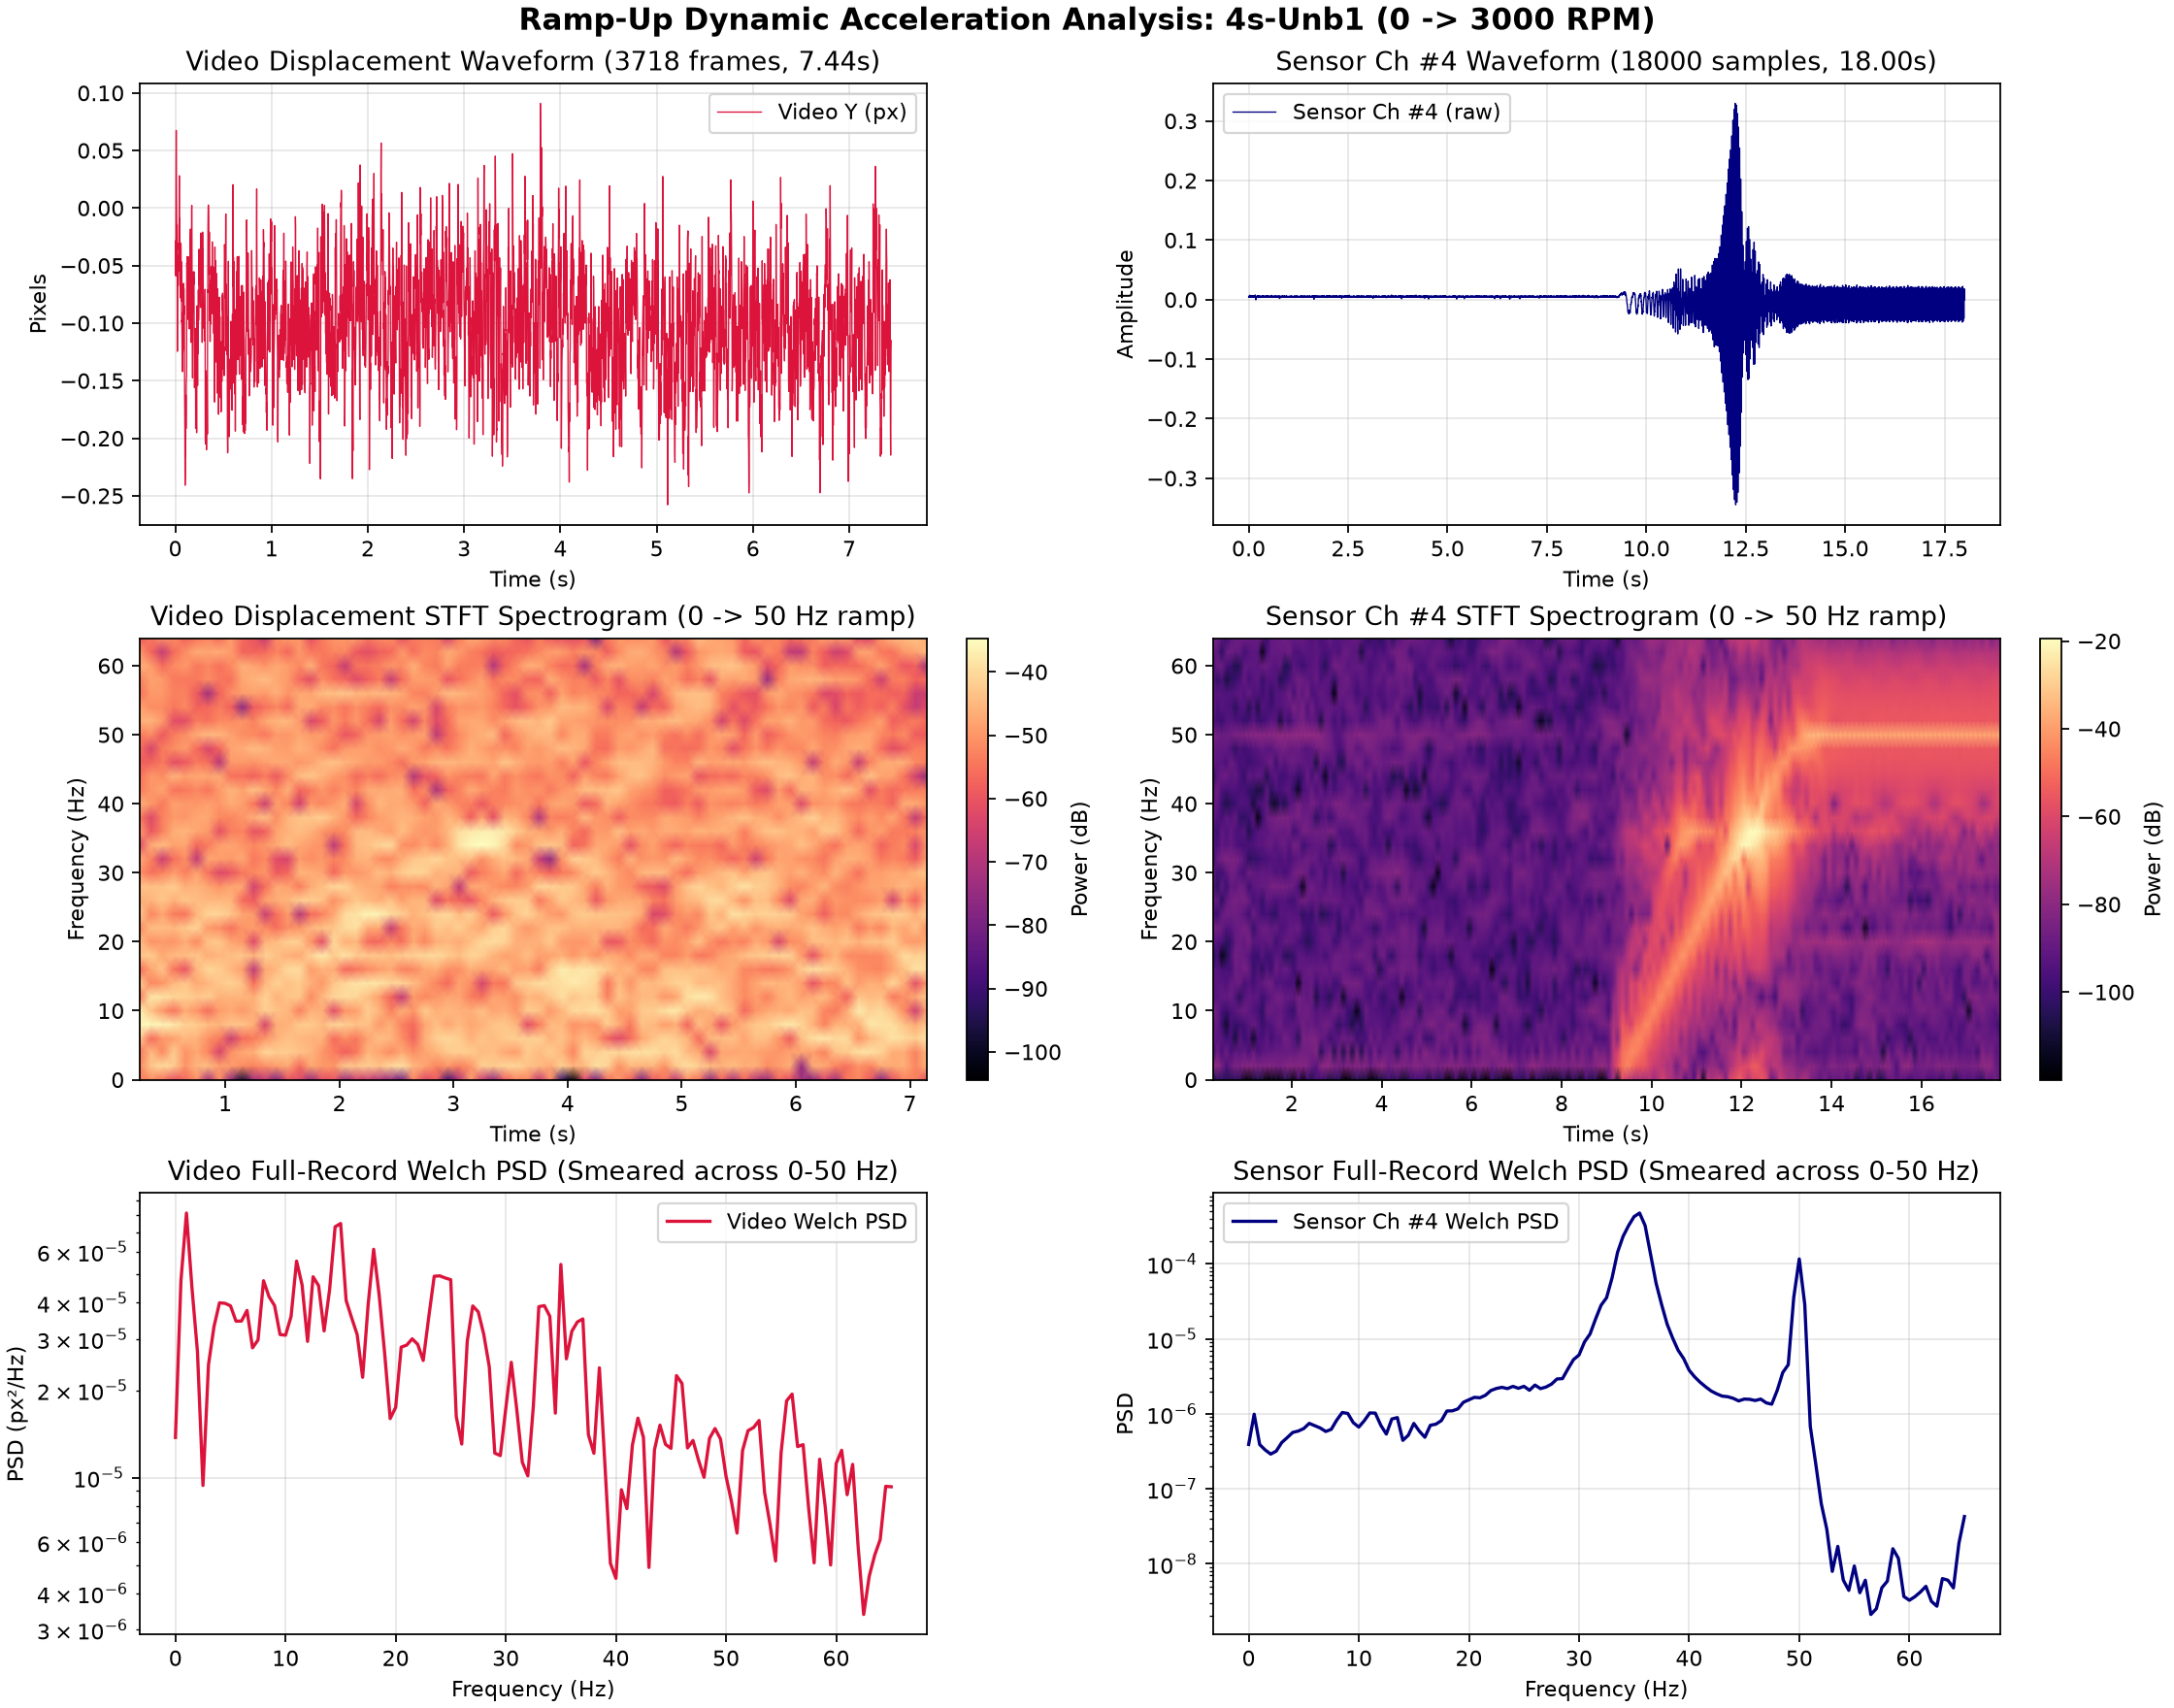 Ramp-Up Dynamic Acceleration Analysis: 4s-Unb1 (0 -> 3000 RPM)
Video Displacement Waveform (3718 frames, 7.44s)
Video Y (px)
0.10
0.05
0.00
−0.05
−0.10
−0.15
−0.20
−0.25
Pixels
0 1 2 3 4 5 6 7
Time (s)
Sensor Ch #4 Waveform (18000 samples, 18.00s)
Sensor Ch #4 (raw)
0.3
0.2
0.1
0.0
−0.1
−0.2
−0.3
Amplitude
0.0 2.5 5.0 7.5 10.0 12.5 15.0 17.5
Time (s)
Video Displacement STFT Spectrogram (0 -> 50 Hz ramp)
60
50
40
30
20
10
0
Frequency (Hz)
1 2 3 4 5 6 7
Time (s)
−40
−50
−60
−70
−80
−90
−100
Power (dB)
Sensor Ch #4 STFT Spectrogram (0 -> 50 Hz ramp)
60
50
40
30
20
10
0
Frequency (Hz)
2 4 6 8 10 12 14 16
Time (s)
−20
−40
−60
−80
−100
Power (dB)
Video Full-Record Welch PSD (Smeared across 0-50 Hz)
Video Welch PSD
6 × 10⁻⁵
4 × 10⁻⁵
3 × 10⁻⁵
2 × 10⁻⁵
10⁻⁵
6 × 10⁻⁶
4 × 10⁻⁶
3 × 10⁻⁶
PSD (px²/Hz)
0 10 20 30 40 50 60
Frequency (Hz)
Sensor Full-Record Welch PSD (Smeared across 0-50 Hz)
Sensor Ch #4 Welch PSD
10⁻⁴
10⁻⁵
10⁻⁶
10⁻⁷
10⁻⁸
PSD
0 10 20 30 40 50 60
Frequency (Hz)